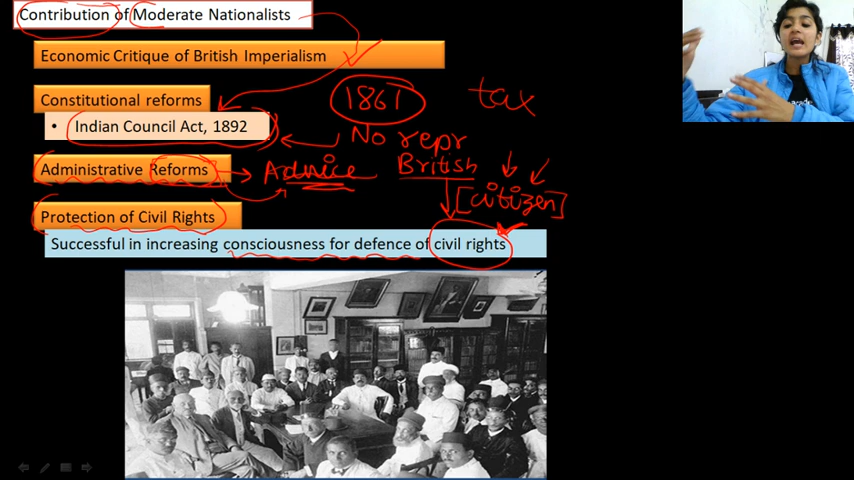 Contribution of Moderate Nationalists
Economic Critique of British Imperialism
Constitutional reforms
1861 tax
• Indian Council Act, 1892
No repr
Administrative Reforms
Advice British
[citizen]
Protection of Civil Rights
Successful in increasing consciousness for defence of civil rights